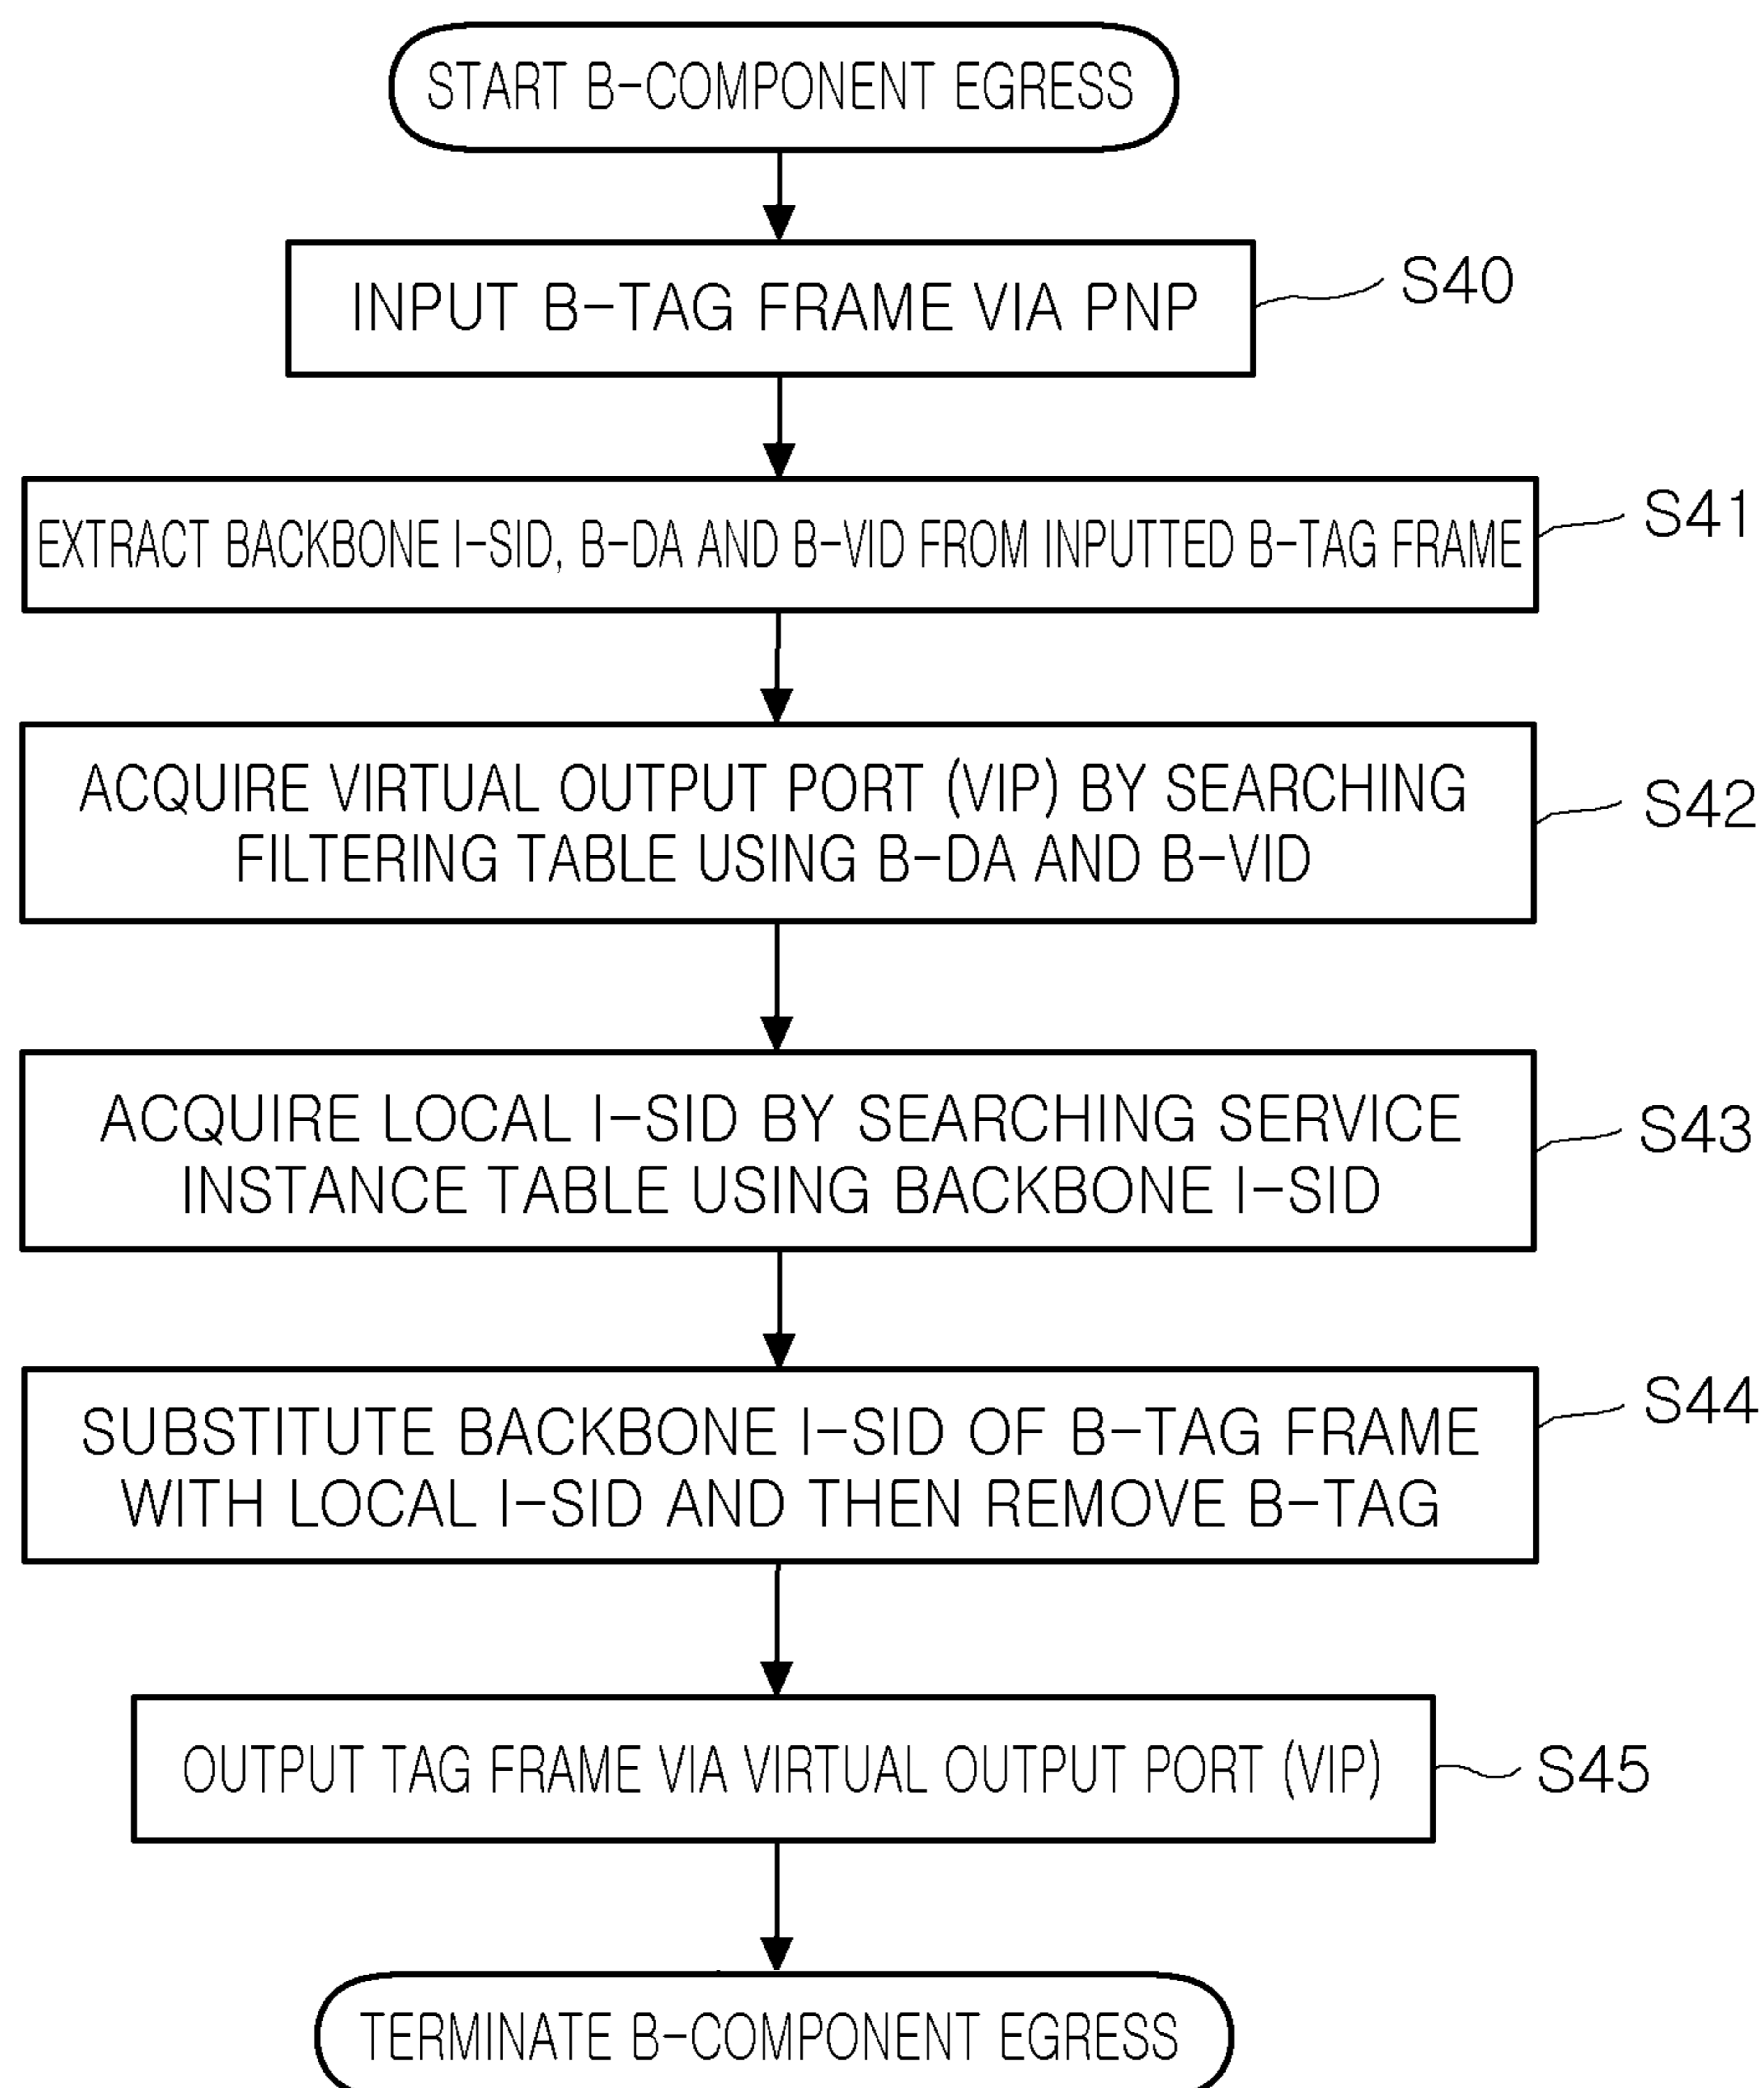 START B-COMPONENT EGRESS
INPUT B-TAG FRAME VIA PNP
S40
EXTRACT BACKBONE I-SID, B-DA AND B-VID FROM INPUTTED B-TAG FRAME
S41
ACQUIRE VIRTUAL OUTPUT PORT (VIP) BY SEARCHING
FILTERING TABLE USING B-DA AND B-VID
S42
ACQUIRE LOCAL I-SID BY SEARCHING SERVICE
INSTANCE TABLE USING BACKBONE I-SID
S43
SUBSTITUTE BACKBONE I-SID OF B-TAG FRAME
WITH LOCAL I-SID AND THEN REMOVE B-TAG
S44
OUTPUT TAG FRAME VIA VIRTUAL OUTPUT PORT (VIP)
S45
TERMINATE B-COMPONENT EGRESS